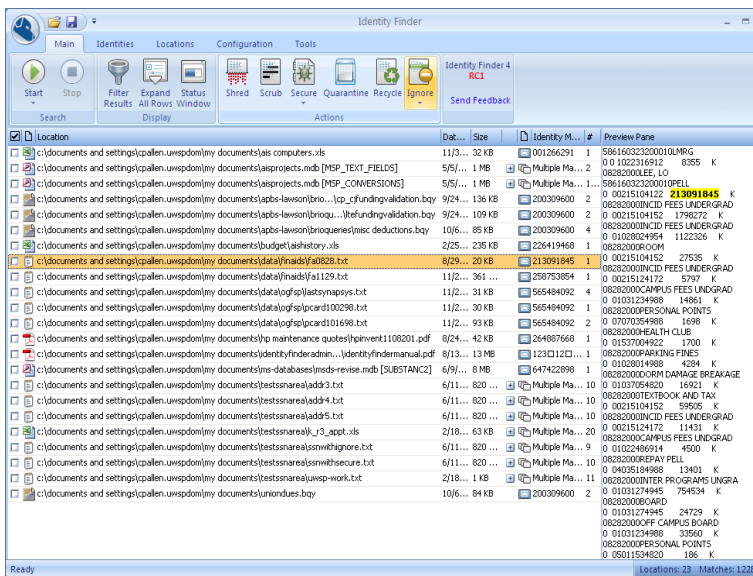 Identity Finder
Main Identities Locations Configuration Tools
Start Stop Filter Results Expand All Rows Status Window Shred Scrub Secure Quarantine Recycle Ignore Identity Finder 4 RC1 Send Feedback
Search Display Actions
Location Dat... Size Identity M... # Preview Pane
c:\documents and settings\cpallen.uwspdom\my documents\ais computers.xls 11/3... 32 KB 001266291 1
c:\documents and settings\cpallen.uwspdom\my documents\aisprojects.mdb [MSP_TEXT_FIELDS] 5/5/... 1 MB Multiple Ma... 2
c:\documents and settings\cpallen.uwspdom\my documents\aisprojects.mdb [MSP_CONVERSIONS] 5/5/... 1 MB Multiple Ma... 1...
c:\documents and settings\cpallen.uwspdom\my documents\apbs-lawson\brio...\cp_cjfundingvalidation.bqy 9/24... 136 KB 200309600 2
c:\documents and settings\cpallen.uwspdom\my documents\apbs-lawson\brioqu...\ltefundingvalidation.bqy 9/24... 109 KB 200309600 2
c:\documents and settings\cpallen.uwspdom\my documents\apbs-lawson\brioqueries\misc deductions.bqy 10/6... 85 KB 200309600 4
c:\documents and settings\cpallen.uwspdom\my documents\budget\aishistory.xls 2/25... 235 KB 226419468 1
c:\documents and settings\cpallen.uwspdom\my documents\data\finaids\fa0828.txt 8/29... 20 KB 213091845 1
c:\documents and settings\cpallen.uwspdom\my documents\data\finaids\fa1129.txt 11/2... 361 ... 258753854 1
c:\documents and settings\cpallen.uwspdom\my documents\data\ogfsp\lastsynapsys.txt 11/2... 31 KB 565484092 4
c:\documents and settings\cpallen.uwspdom\my documents\data\ogfsp\pcard100298.txt 11/2... 30 KB 565484092 1
c:\documents and settings\cpallen.uwspdom\my documents\data\ogfsp\pcard101698.txt 11/2... 93 KB 565484092 2
c:\documents and settings\cpallen.uwspdom\my documents\hp maintenance quotes\hpinvent1108201.pdf 8/24... 42 KB 264887668 1
c:\documents and settings\cpallen.uwspdom\my documents\identityfinderadmin...\identityfindermanual.pdf 8/13... 13 MB 123□12□... 1
c:\documents and settings\cpallen.uwspdom\my documents\ms-databases\msds-revise.mdb [SUBSTANC2] 6/9/... 8 MB 647422898 1
c:\documents and settings\cpallen.uwspdom\my documents\testssnarea\addr3.txt 6/11... 820 ... Multiple Ma... 10
c:\documents and settings\cpallen.uwspdom\my documents\testssnarea\addr4.txt 6/11... 820 ... Multiple Ma... 10
c:\documents and settings\cpallen.uwspdom\my documents\testssnarea\addr5.txt 6/11... 820 ... Multiple Ma... 10
c:\documents and settings\cpallen.uwspdom\my documents\testssnarea\k_r3_appt.xls 2/18... 63 KB Multiple Ma... 20
c:\documents and settings\cpallen.uwspdom\my documents\testssnarea\ssnwithignore.txt 6/11... 820 ... Multiple Ma... 9
c:\documents and settings\cpallen.uwspdom\my documents\testssnarea\ssnwithsecure.txt 6/11... 820 ... Multiple Ma... 10
c:\documents and settings\cpallen.uwspdom\my documents\testssnarea\uwsp-work.txt 2/18... 1 KB Multiple Ma... 11
c:\documents and settings\cpallen.uwspdom\my documents\uniondues.bqy 10/6... 84 KB 200309600 2
586160323200010LMRG
0 0 1022316912 8355 K
08282000LEE, LO
586160323200010PELL
0 00215104122 213091845 K
08282000INCID FEES UNDERGRAD
0 00215104152 1798272 K
08282000INCID FEES UNDERGRAD
0 01028024954 1122326 K
08282000ROOM
0 00215104152 27535 K
08282000INCID FEES UNDERGRAD
0 00215124172 5797 K
08282000CAMPUS FEES UNDGRAD
0 01031234988 14861 K
08282000PERSONAL POINTS
0 07070354988 1698 K
08282000HEALTH CLUB
0 01537004922 1700 K
08282000PARKING FINES
0 01028014988 4284 K
08282000DORM DAMAGE BREAKAGE
0 01037054820 16921 K
08282000TEXTBOOK AND TAX
0 00215104152 59505 K
08282000INCID FEES UNDERGRAD
0 00215124172 11431 K
08282000CAMPUS FEES UNDGRAD
0 01022486914 4500 K
08282000REPAY PELL
0 04035184988 13401 K
08282000INTER PROGRAMS UNGRA
0 01031274945 754534 K
08282000BOARD
0 01031274945 24729 K
08282000OFF CAMPUS BOARD
0 01031234988 33560 K
08282000PERSONAL POINTS
0 05011534820 186 K
Ready Locations: 23 Matches: 1220